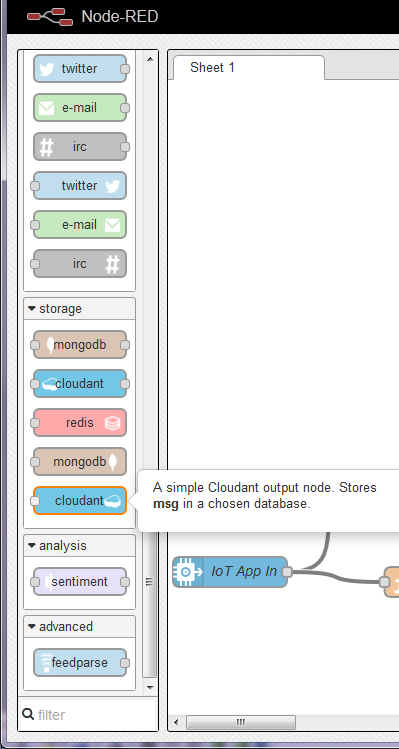 Node-RED
Sheet 1
twitter
e-mail
irc
twitter
e-mail
irc
storage
mongodb
cloudant
redis
mongodb
cloudant
A simple Cloudant output node. Stores
msg in a chosen database.
analysis
sentiment
IoT App In
advanced
feedparse
filter